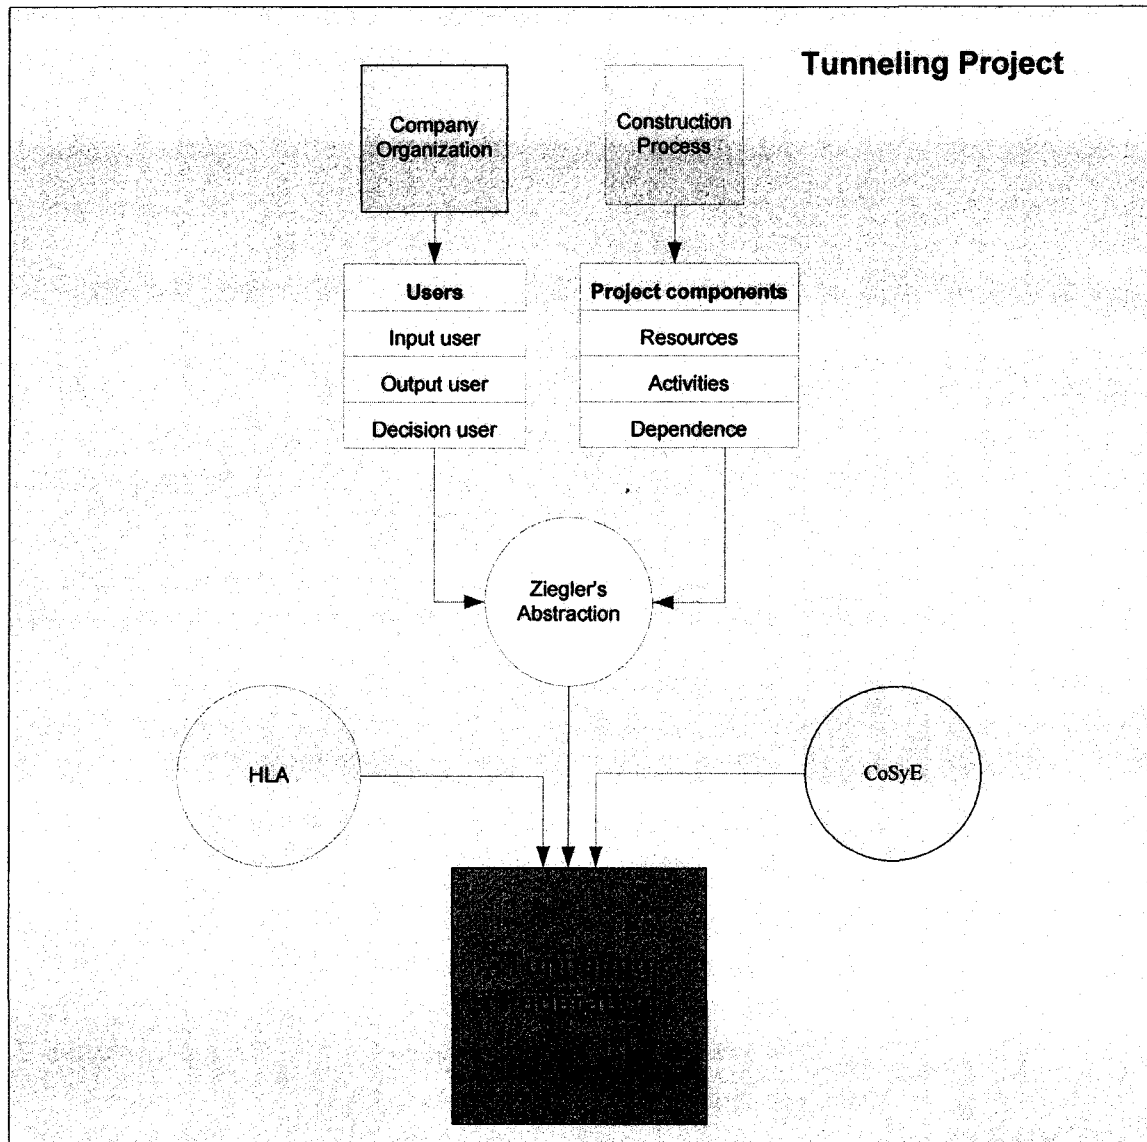 Tunneling Project
Company
Organization
Construction
Process
Users
Input user
Output user
Decision user
Project components
Resources
Activities
Dependence
Ziegler's
Abstraction
HLA
CoSyE